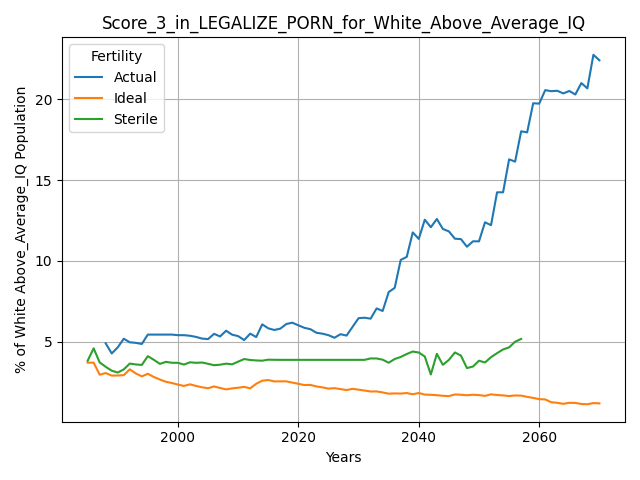 Score_3_in_LEGALIZE_PORN_for_White_Above_Average_IQ
Fertility
Actual
Ideal
Sterile
% of White Above_Average_IQ Population
20
15
10
5
2000 2020 2040 2060
Years